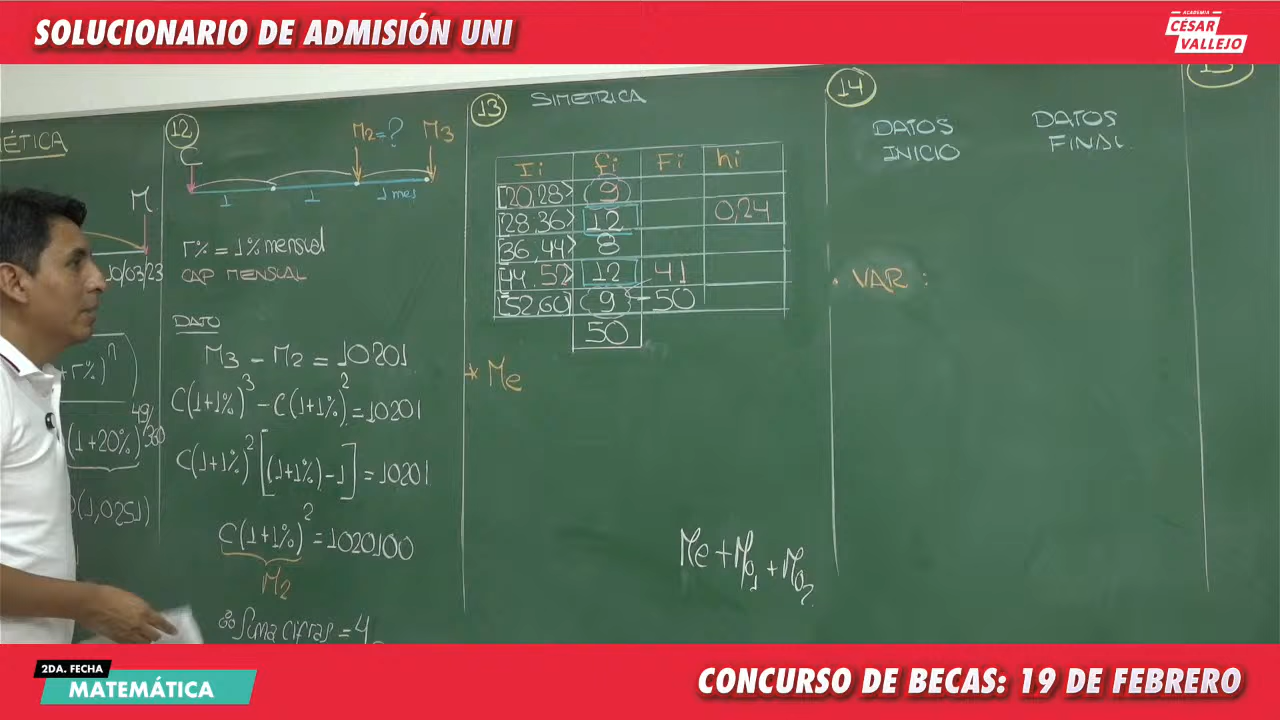 SOLUCIONARIO DE ADMISIÓN UNI
ACADEMIA
CÉSAR
VALLEJO
ÉTICA
M
10/03/23
+r%)^n
(1+20%)^49/360
(1,0251)
12
C
M2=?
M3
1
1
1 mes
r% = 1% mensual
CAP MENSUAL
DATO
M3 - M2 = 10201
C(1+1%)^3 - C(1+1%)^2 = 10201
C(1+1%)^2 [(1+1%)-1] = 10201
C(1+1%)^2 = 1020100
M2
∴ Suma cifras = 4
13
SIMETRICA
Ii fi Fi hi
[20,28> (9)
[28,36> 12 0,24
[36,44> 8
[44,52> 12 41
[52,60] (9) 50
50
* Me
Me + Mo1 + Mo2
14
DATOS
INICIO
DATOS
FINAL
• VAR :
2DA. FECHA
MATEMÁTICA
CONCURSO DE BECAS: 19 DE FEBRERO